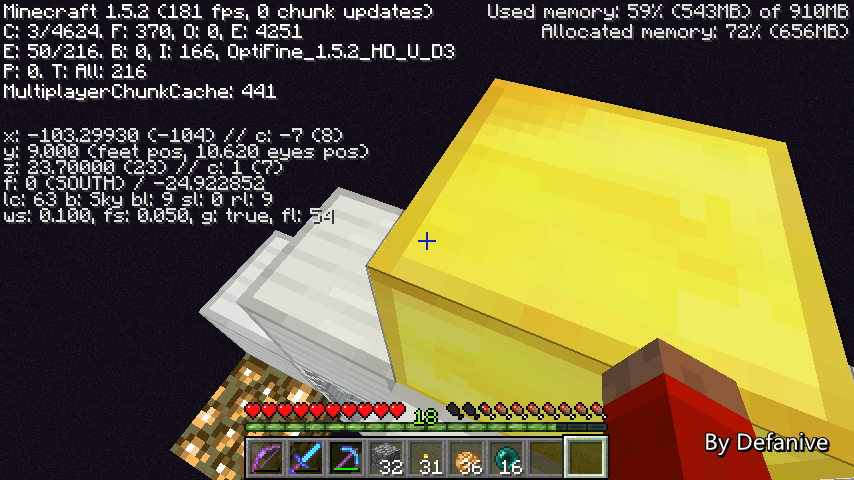 Minecraft 1.5.2 (181 fps, 0 chunk updates)
Used memory: 59% (543MB) of 910MB
C: 3/4624. F: 370, O: 0, E: 4251
Allocated memory: 72% (656MB)
E: 50/216. B: 0, I: 166, OptiFine_1.5.2_HD_U_D3
P: 0. T: All: 216
MultiplayerChunkCache: 441
x: -103.29930 (-104) // c: -7 (8)
y: 9.000 (feet pos, 10.620 eyes pos)
z: 23.70000 (23) // c: 1 (7)
f: 0 (SOUTH) / -24.922852
lc: 63 b: Sky bl: 9 sl: 0 rl: 9
ws: 0.100, fs: 0.050, g: true, fl: 54
18
32 31 36 16
By Defanive